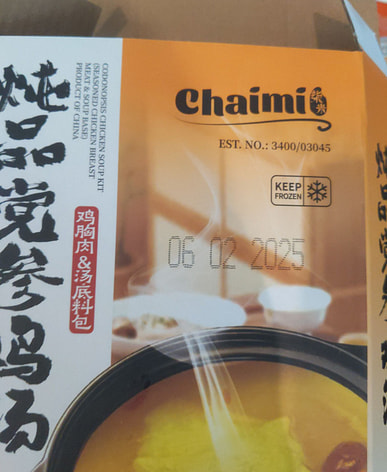 炖品党参鸡汤
CODONOPSIS CHICKEN SOUP KIT
(SEASONED CHICKEN BREAST
MEAT & SOUP BASE)
PRODUCT OF CHINA
鸡胸肉&汤底料包
Chaimi
EST. NO.: 3400/03045
KEEP
FROZEN
06 02 2025